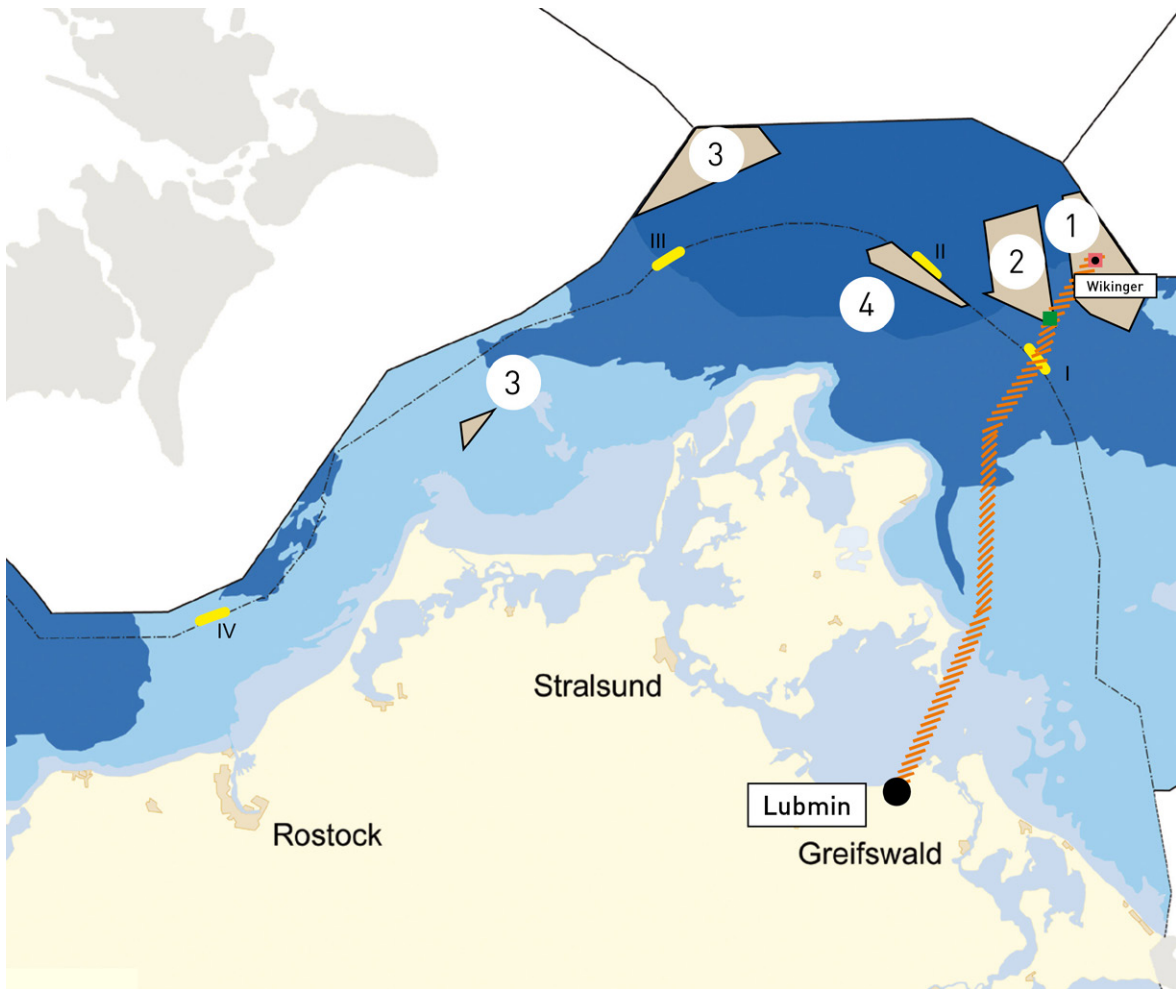 3
1
III
II
2
Wikinger
4
I
3
IV
Stralsund
Lubmin
Rostock
Greifswald